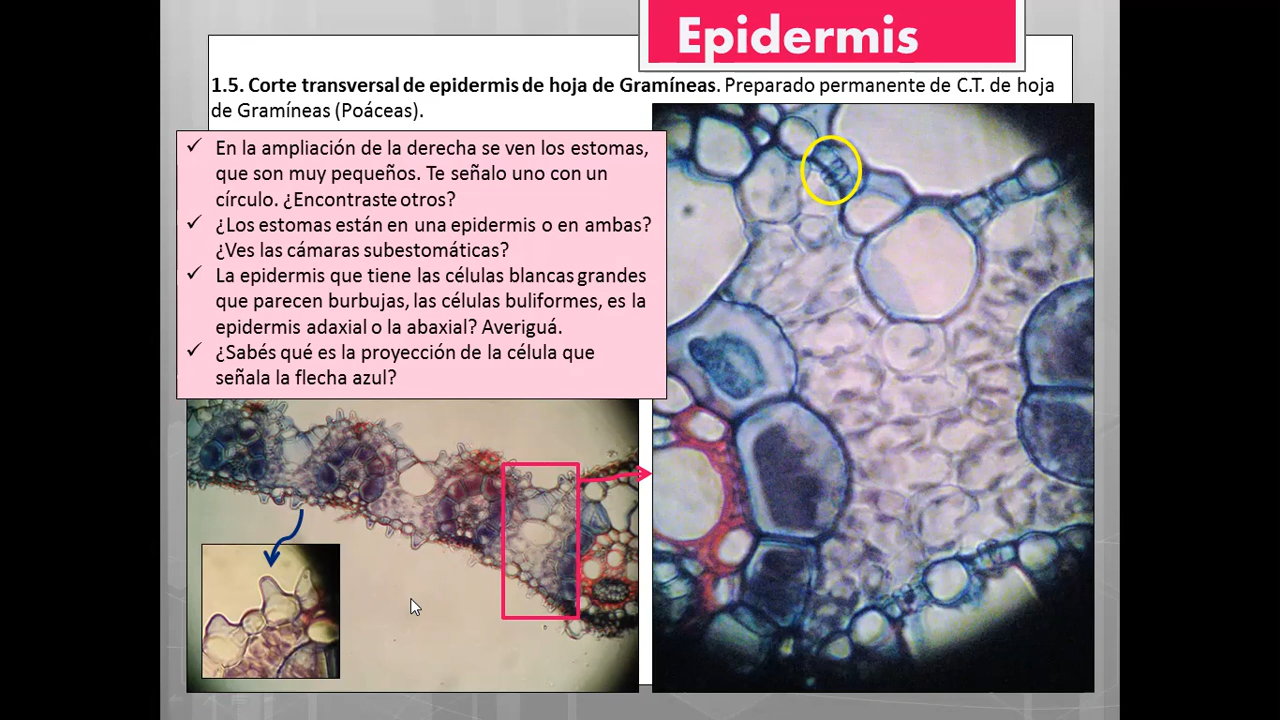 Epidermis
1.5. Corte transversal de epidermis de hoja de Gramíneas. Preparado permanente de C.T. de hoja
de Gramíneas (Poáceas).
✓ En la ampliación de la derecha se ven los estomas,
que son muy pequeños. Te señalo uno con un
círculo. ¿Encontraste otros?
✓ ¿Los estomas están en una epidermis o en ambas?
¿Ves las cámaras subestomáticas?
✓ La epidermis que tiene las células blancas grandes
que parecen burbujas, las células buliformes, es la
epidermis adaxial o la abaxial? Averiguá.
✓ ¿Sabés qué es la proyección de la célula que
señala la flecha azul?